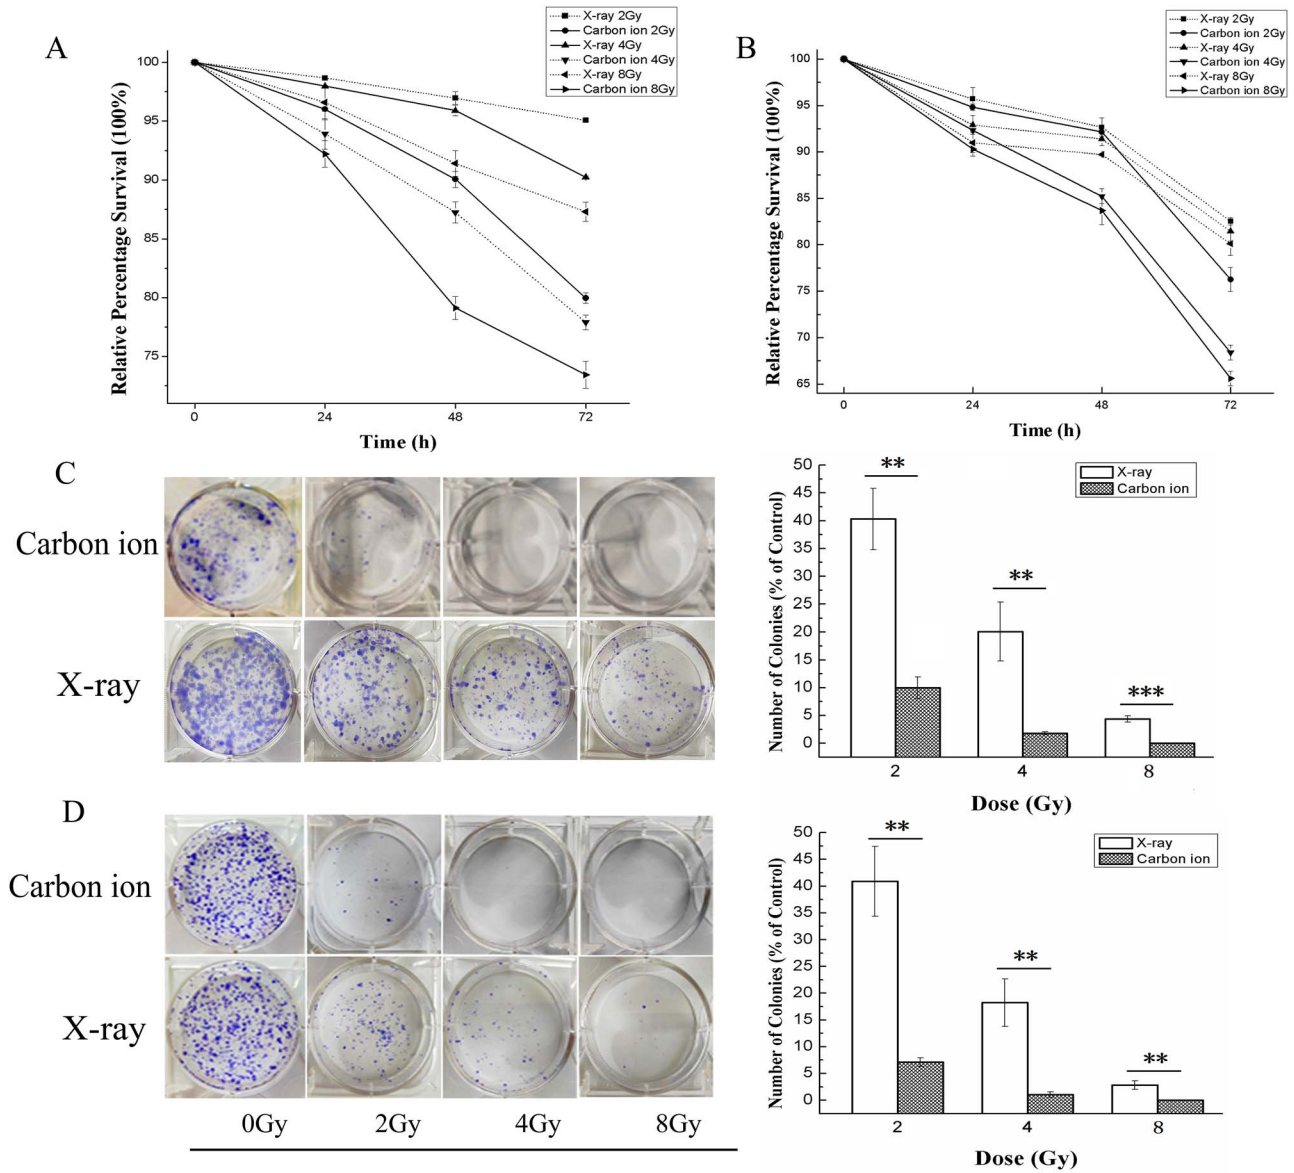 A
X-ray 2Gy
Carbon ion 2Gy
X-ray 4Gy
Carbon ion 4Gy
X-ray 8Gy
Carbon ion 8Gy
Relative Percentage Survival (100%)
100
95
90
85
80
75
0 24 48 72
Time (h)
B
X-ray 2Gy
Carbon ion 2Gy
X-ray 4Gy
Carbon ion 4Gy
X-ray 8Gy
Carbon ion 8Gy
Relative Percentage Survival (100%)
100
95
90
85
80
75
70
65
0 24 48 72
Time (h)
C
Carbon ion
X-ray
Number of Colonies (% of Control)
50
45
40
35
30
25
20
15
10
5
0
X-ray
Carbon ion
**
**
***
2 4 8
Dose (Gy)
D
Carbon ion
X-ray
0Gy 2Gy 4Gy 8Gy
Number of Colonies (% of Control)
50
45
40
35
30
25
20
15
10
5
0
X-ray
Carbon ion
**
**
**
2 4 8
Dose (Gy)